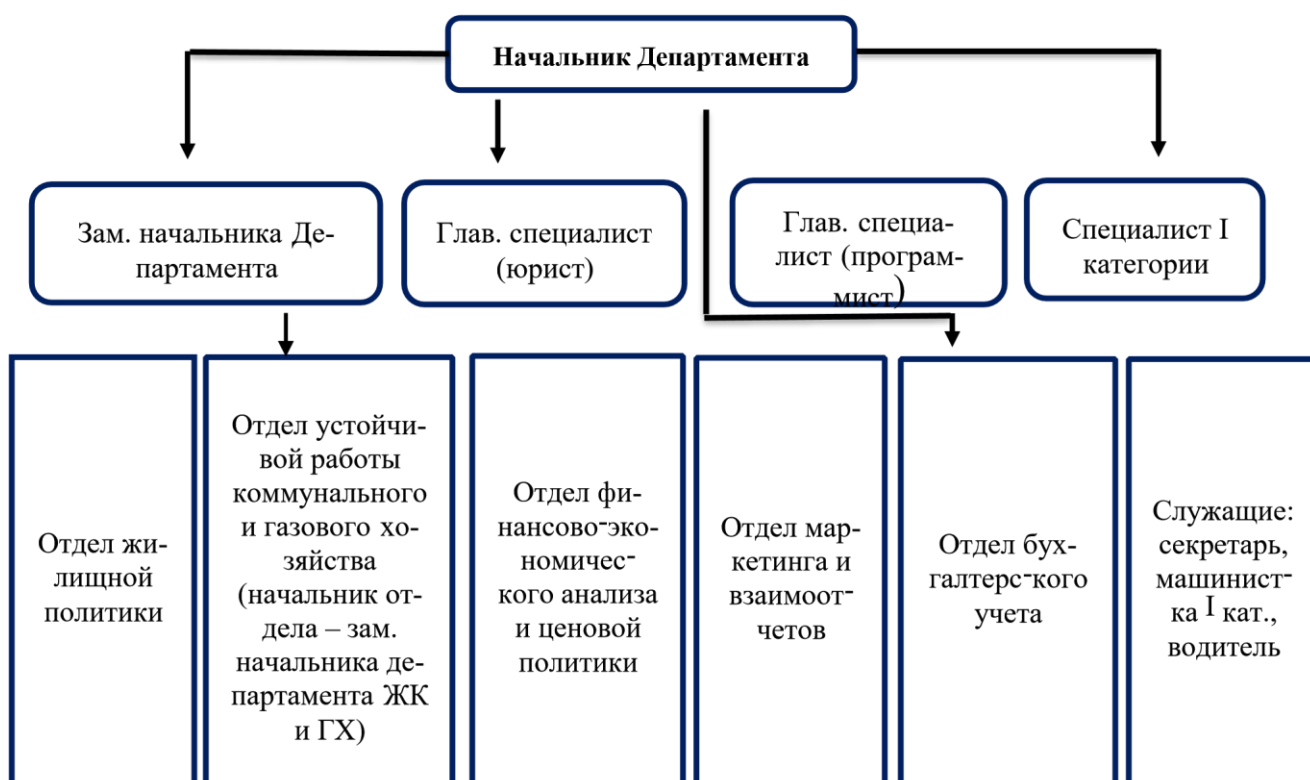 Начальник Департамента
Зам. начальника Де-
партамента
Глав. специалист
(юрист)
Глав. специа-
лист (програм-
мист)
Специалист I
категории
Отдел жи-
лищной
политики
Отдел устойчи-
вой работы
коммунального
и газового хо-
зяйства
(начальник от-
дела – зам.
начальника де-
партамента ЖК
и ГХ)
Отдел фи-
нансово-эко-
номичес-
кого анализа
и ценовой
политики
Отдел мар-
кетинга и
взаимоот-
четов
Отдел бух-
галтерс-кого
учета
Служащие:
секретарь,
машинист-
ка I кат.,
водитель